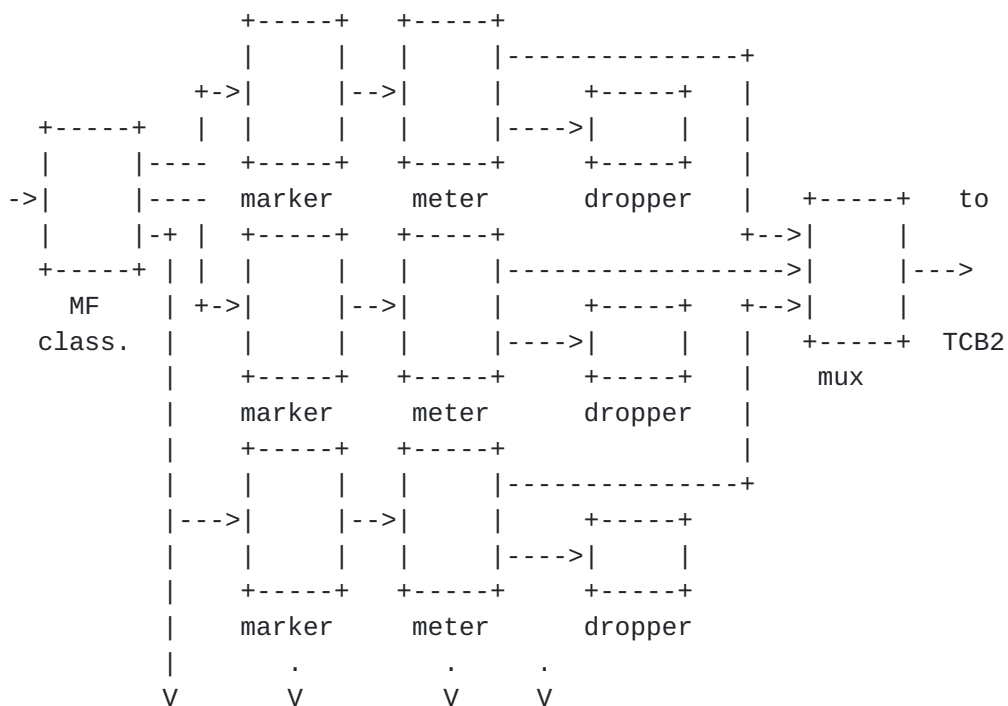 marker meter dropper to
MF
class. TCB2
mux
marker meter dropper
marker meter dropper
. . .
V V V V